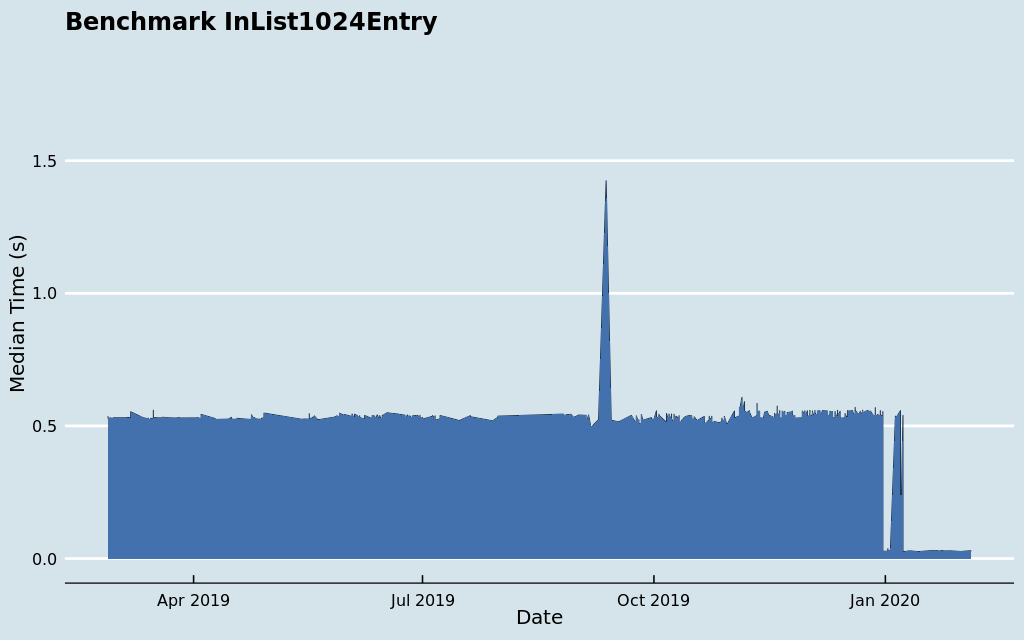 Benchmark InList1024Entry
Median Time (s)
1.5
1.0
0.5
0.0
Apr 2019
Jul 2019
Oct 2019
Jan 2020
Date